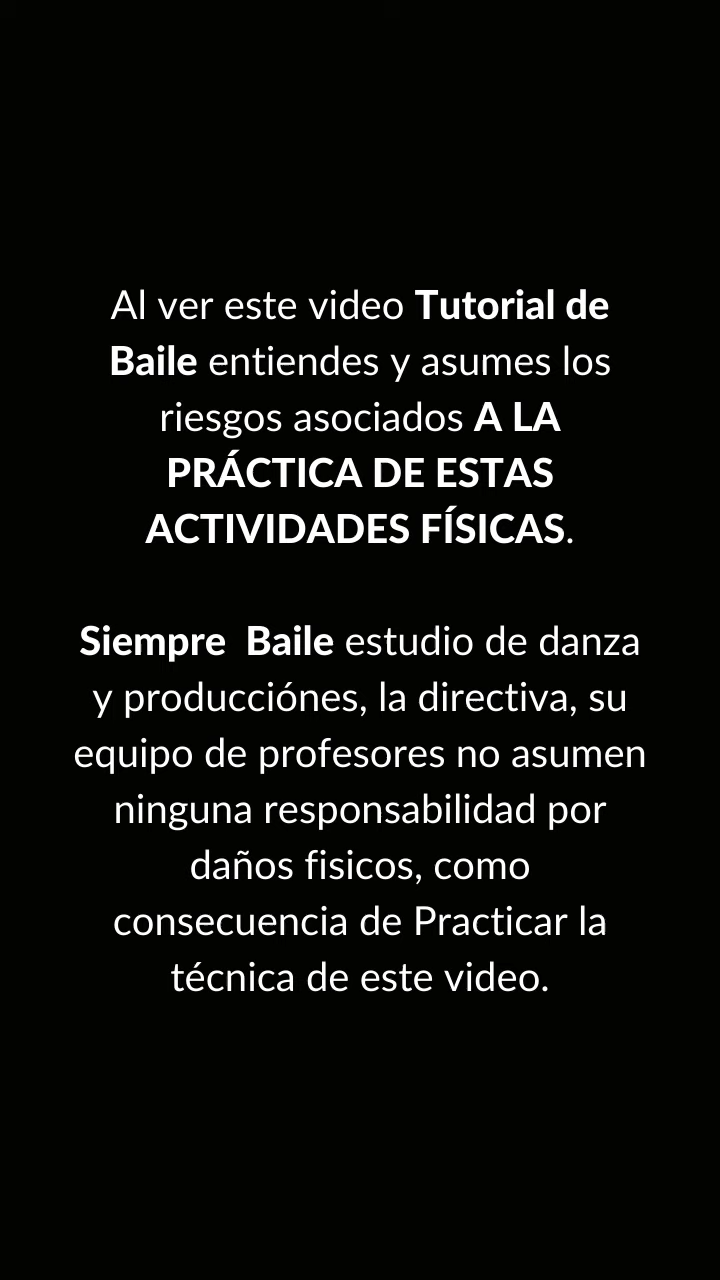 Al ver este video Tutorial de
Baile entiendes y asumes los
riesgos asociados A LA
PRÁCTICA DE ESTAS
ACTIVIDADES FÍSICAS.
Siempre  Baile estudio de danza
y producciónes, la directiva, su
equipo de profesores no asumen
ninguna responsabilidad por
daños fisicos, como
consecuencia de Practicar la
técnica de este video.